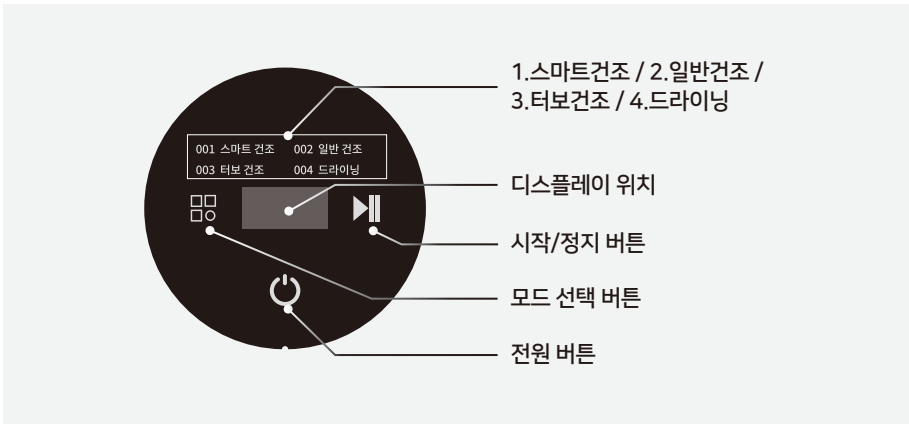 1.스마트건조 / 2.일반건조 /
3.터보건조 / 4.드라이닝
001 스마트 건조 002 일반 건조
003 터보 건조 004 드라이닝
디스플레이 위치
시작/정지 버튼
모드 선택 버튼
전원 버튼